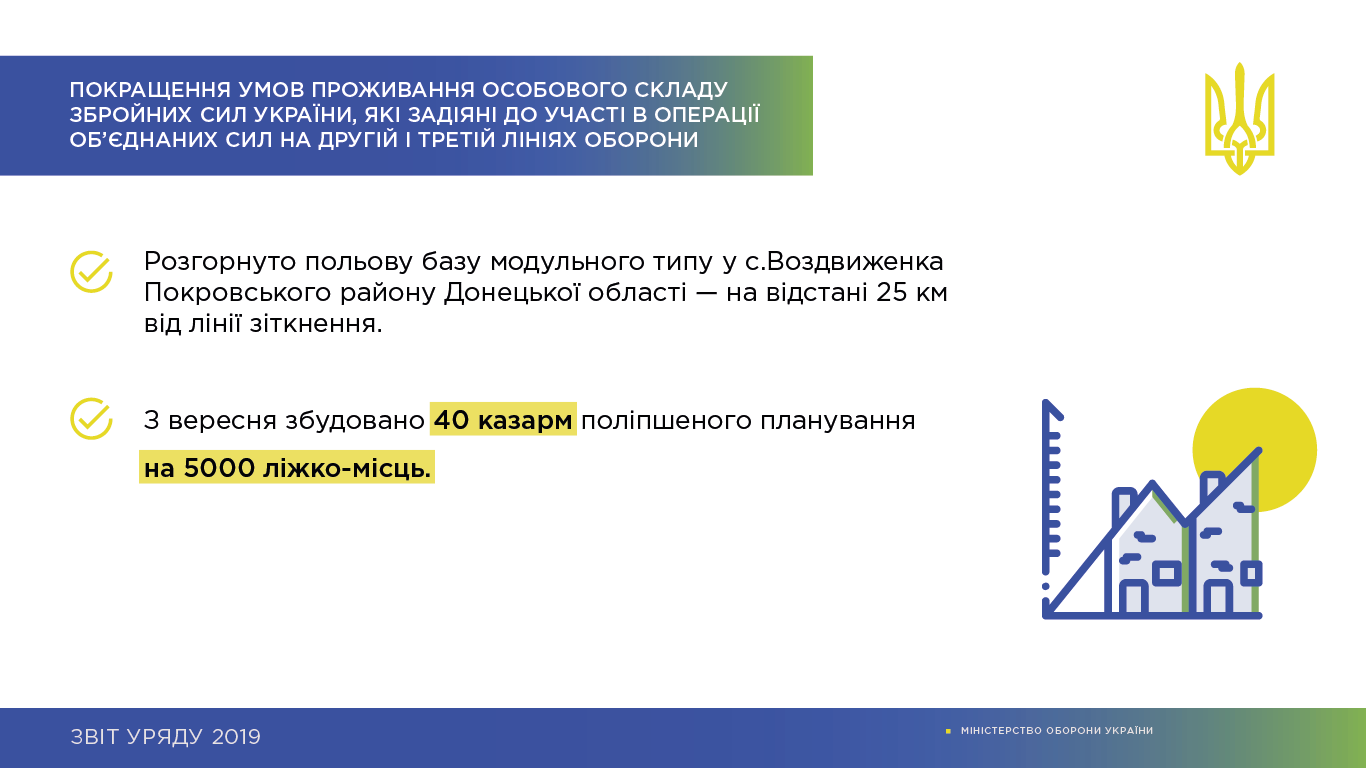 ПОКРАЩЕННЯ УМОВ ПРОЖИВАННЯ ОСОБОВОГО СКЛАДУ
ЗБРОЙНИХ СИЛ УКРАЇНИ, ЯКІ ЗАДІЯНІ ДО УЧАСТІ В ОПЕРАЦІЇ
ОБ’ЄДНАНИХ СИЛ НА ДРУГІЙ І ТРЕТІЙ ЛІНІЯХ ОБОРОНИ
Розгорнуто польову базу модульного типу у с.Воздвиженка
Покровського району Донецької області — на відстані 25 км
від лінії зіткнення.
З вересня збудовано 40 казарм поліпшеного планування
на 5000 ліжко-місць.
ЗВІТ УРЯДУ 2019
МІНІСТЕРСТВО ОБОРОНИ УКРАЇНИ